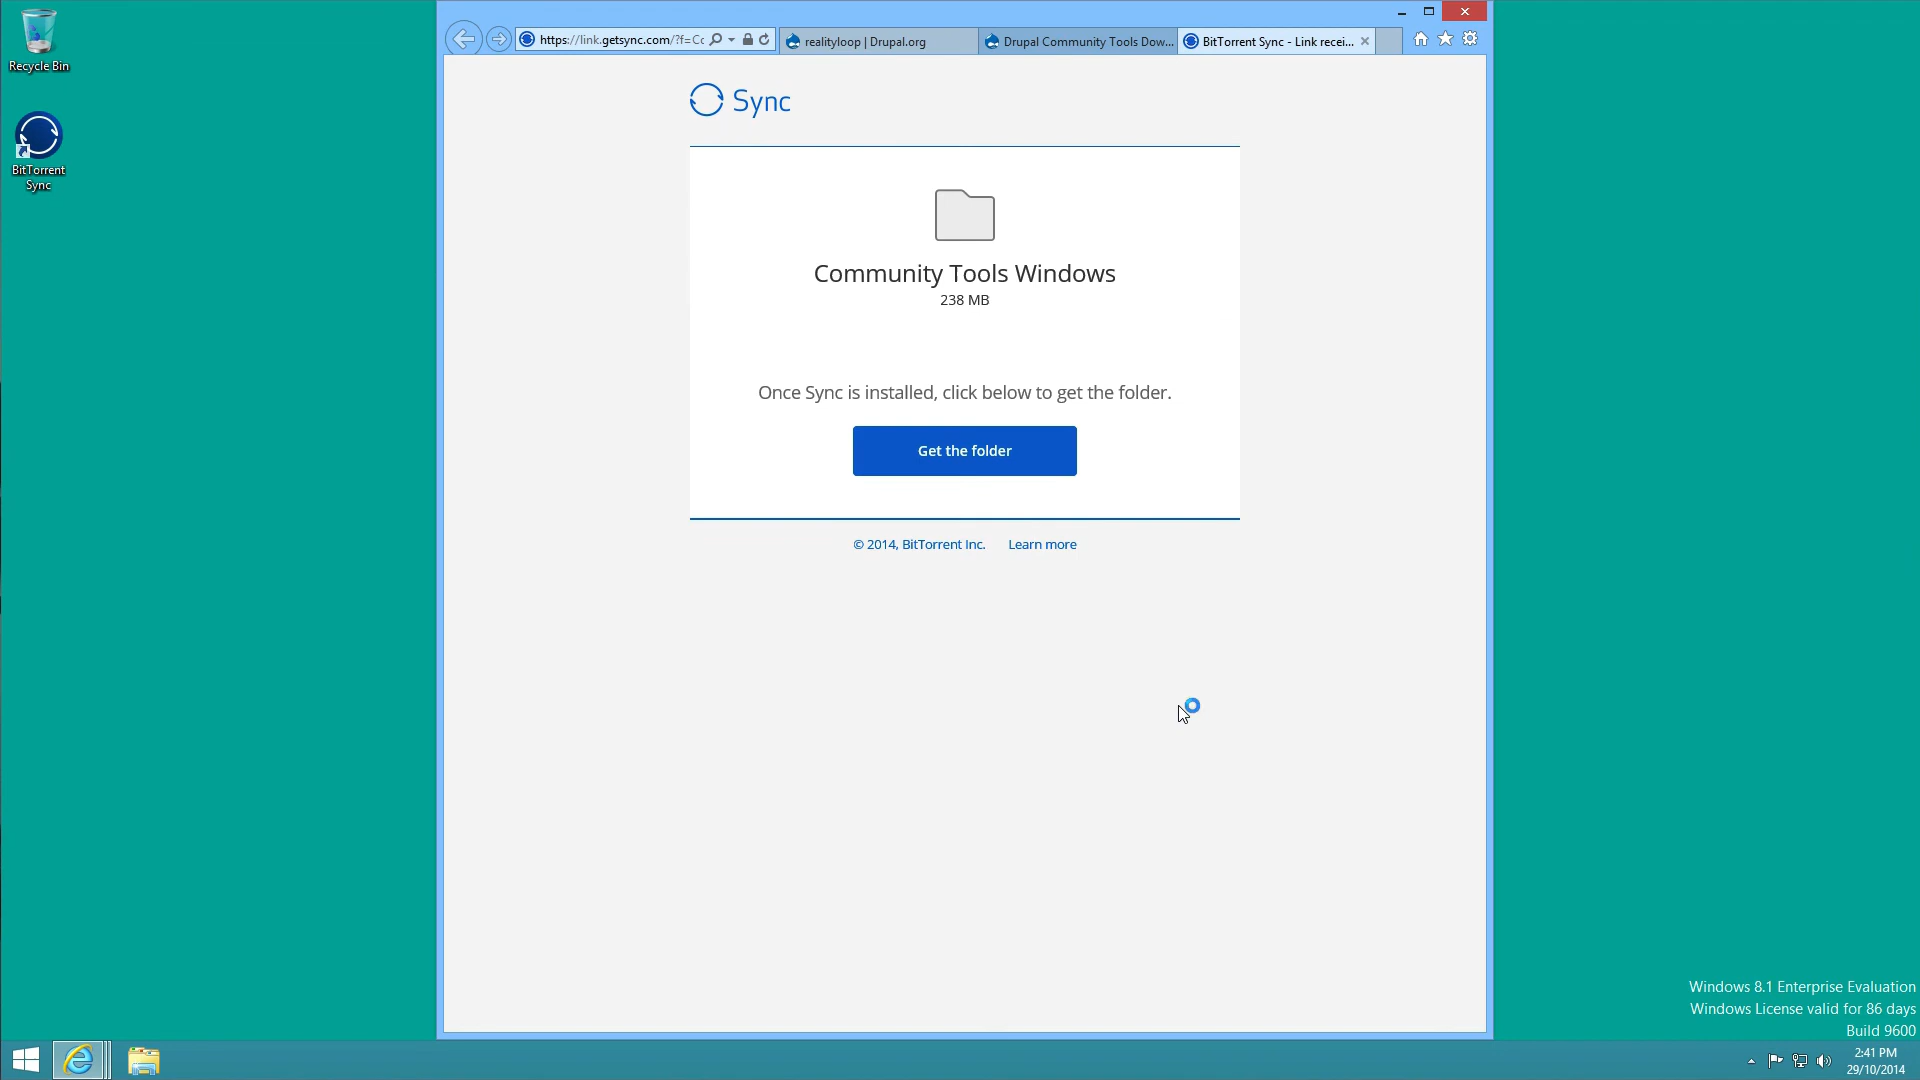 Recycle Bin
BitTorrent
Sync
https://link.getsync.com/?f=Cc
realityloop | Drupal.org
Drupal Community Tools Dow...
BitTorrent Sync - Link recei...
Sync
Community Tools Windows
238 MB
Once Sync is installed, click below to get the folder.
Get the folder
© 2014, BitTorrent Inc.
Learn more
Windows 8.1 Enterprise Evaluation
Windows License valid for 86 days
Build 9600
2:41 PM
29/10/2014